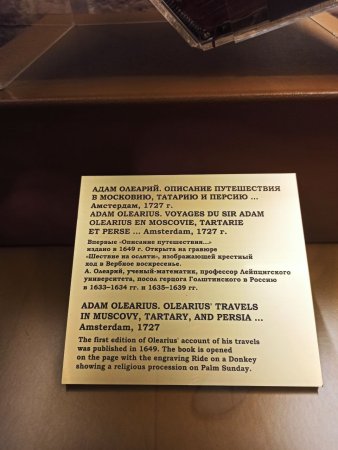 АДАМ ОЛЕАРИЙ. ОПИСАНИЕ ПУТЕШЕСТВИЯ
В МОСКОВИЮ, ТАТАРИЮ И ПЕРСИЮ ...
Амстердам, 1727 г.
ADAM OLEARIUS. VOYAGES DU SIR ADAM
OLEARIUS EN MOSCOVIE, TARTARIE
ET PERSE ... Amsterdam, 1727 г.
Впервые «Описание путешествия...»
издано в 1649 г. Открыта на гравюре
«Шествие на осляти», изображающей крестный
ход в Вербное воскресенье.
А. Олеарий, ученый-математик, профессор Лейпцигского
университета, посол герцога Голштинского в Россию
в 1633–1634 гг. и 1635–1639 гг.
ADAM OLEARIUS. OLEARIUS' TRAVELS
IN MUSCOVY, TARTARY, AND PERSIA ...
Amsterdam, 1727
The first edition of Olearius' account of his travels
was published in 1649. The book is opened
on the page with the engraving Ride on a Donkey
showing a religious procession on Palm Sunday.